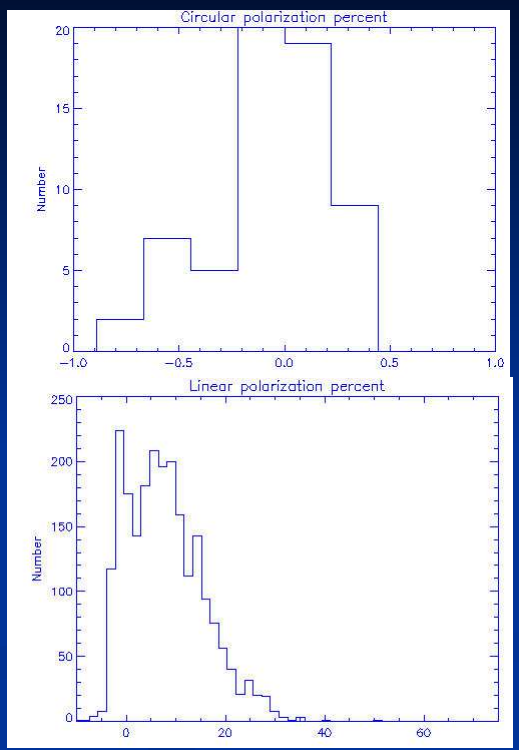 Circular polarization percent
20
15
10
5
0
Number
-1.0 -0.5 0.0 0.5 1.0
Linear polarization percent
250
200
150
100
50
0
Number
0 20 40 60